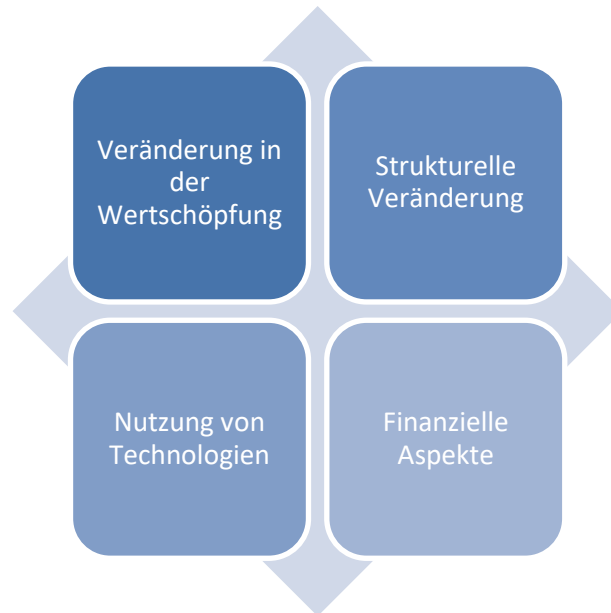 Veränderung in
der
Wertschöpfung
Strukturelle
Veränderung
Nutzung von
Technologien
Finanzielle
Aspekte